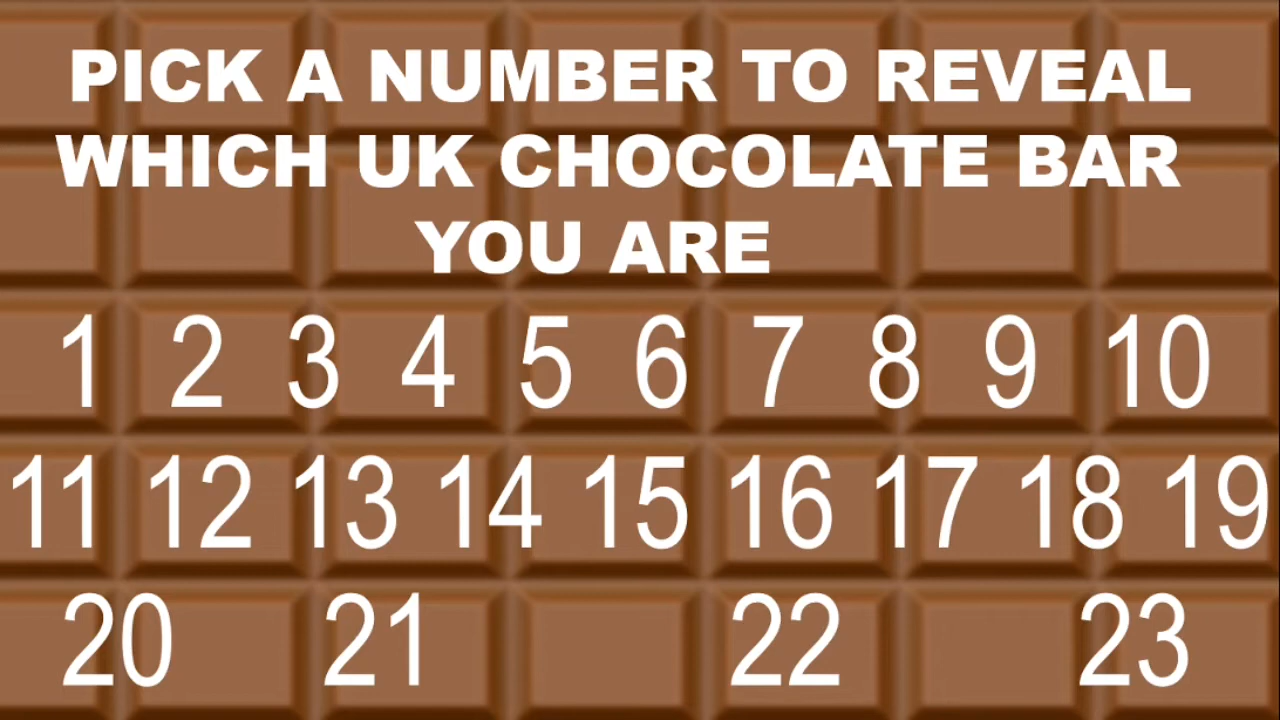 PICK A NUMBER TO REVEAL
WHICH UK CHOCOLATE BAR
YOU ARE
1 2 3 4 5 6 7 8 9 10
11 12 13 14 15 16 17 18 19
20 21 22 23